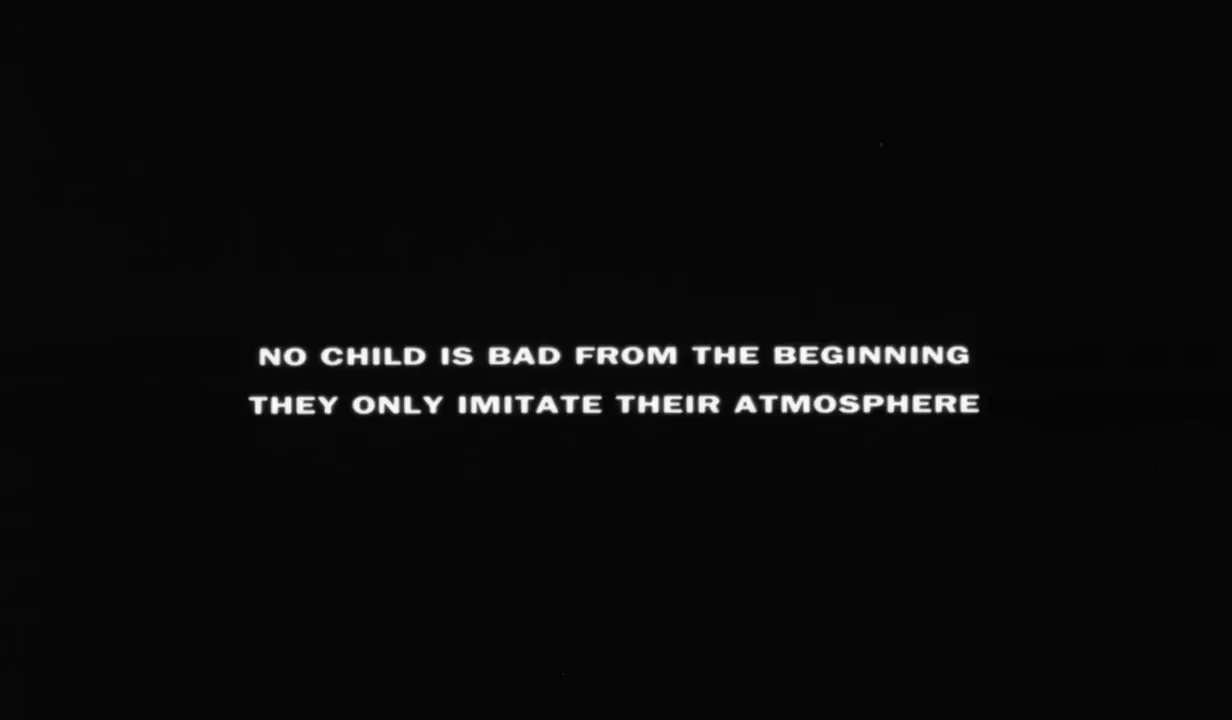 NO CHILD IS BAD FROM THE BEGINNING
THEY ONLY IMITATE THEIR ATMOSPHERE